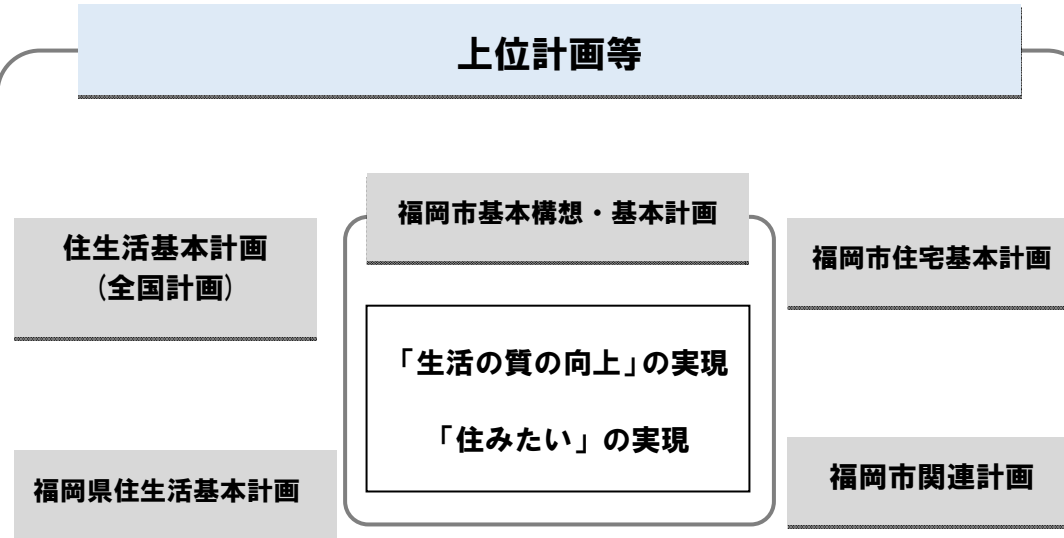 上位計画等
福岡市基本構想・基本計画
住生活基本計画
(全国計画)
福岡市住宅基本計画
「生活の質の向上」の実現
「住みたい」の実現
福岡県住生活基本計画
福岡市関連計画